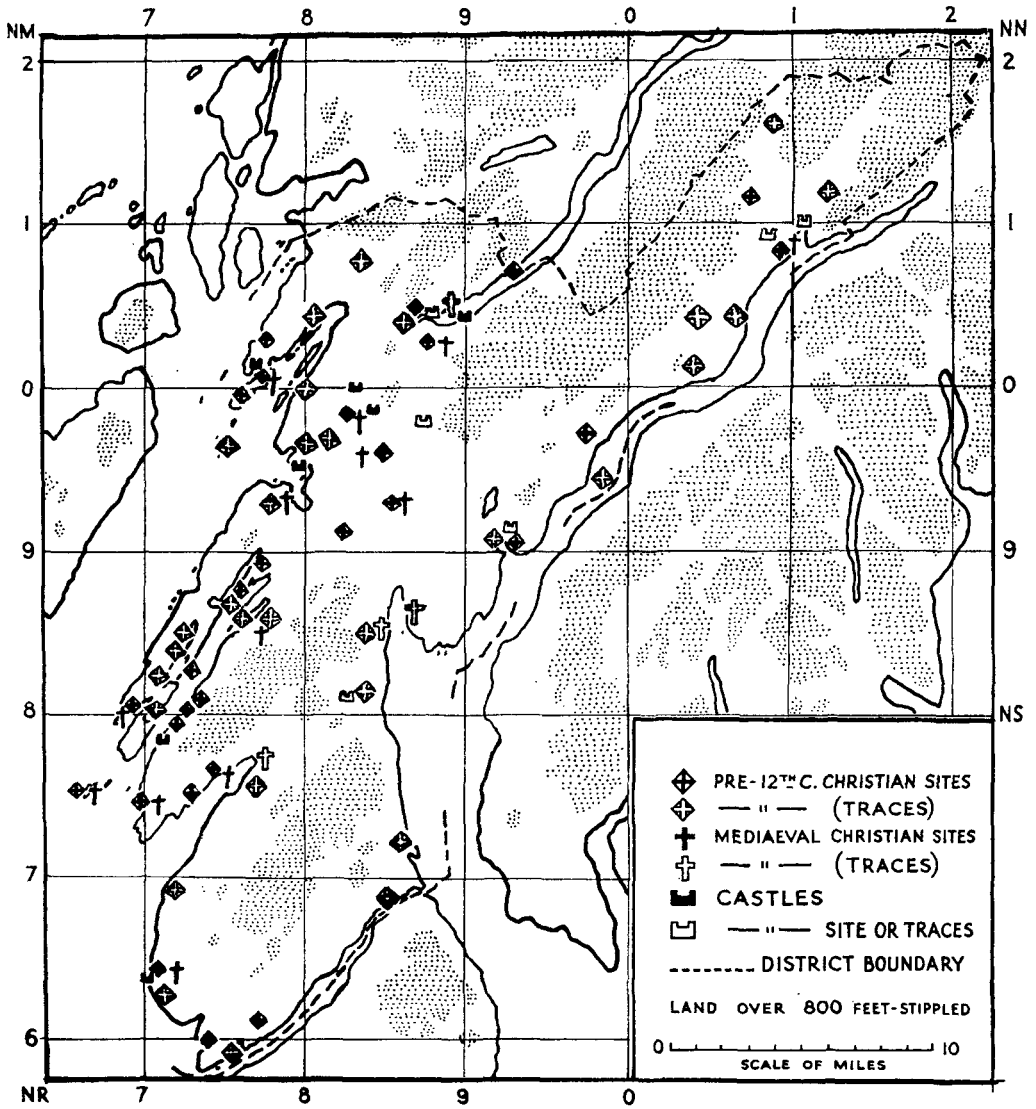 NM 7 8 9 0 1 2 NN
2 2
1 1
0 0
9 9
8 NS
7
6
NR 7 8 9 0
PRE-12TH C. CHRISTIAN SITES
— " — (TRACES)
MEDIAEVAL CHRISTIAN SITES
— " — (TRACES)
CASTLES
— " — SITE OR TRACES
DISTRICT BOUNDARY
LAND OVER 800 FEET-STIPPLED
0 10
SCALE OF MILES